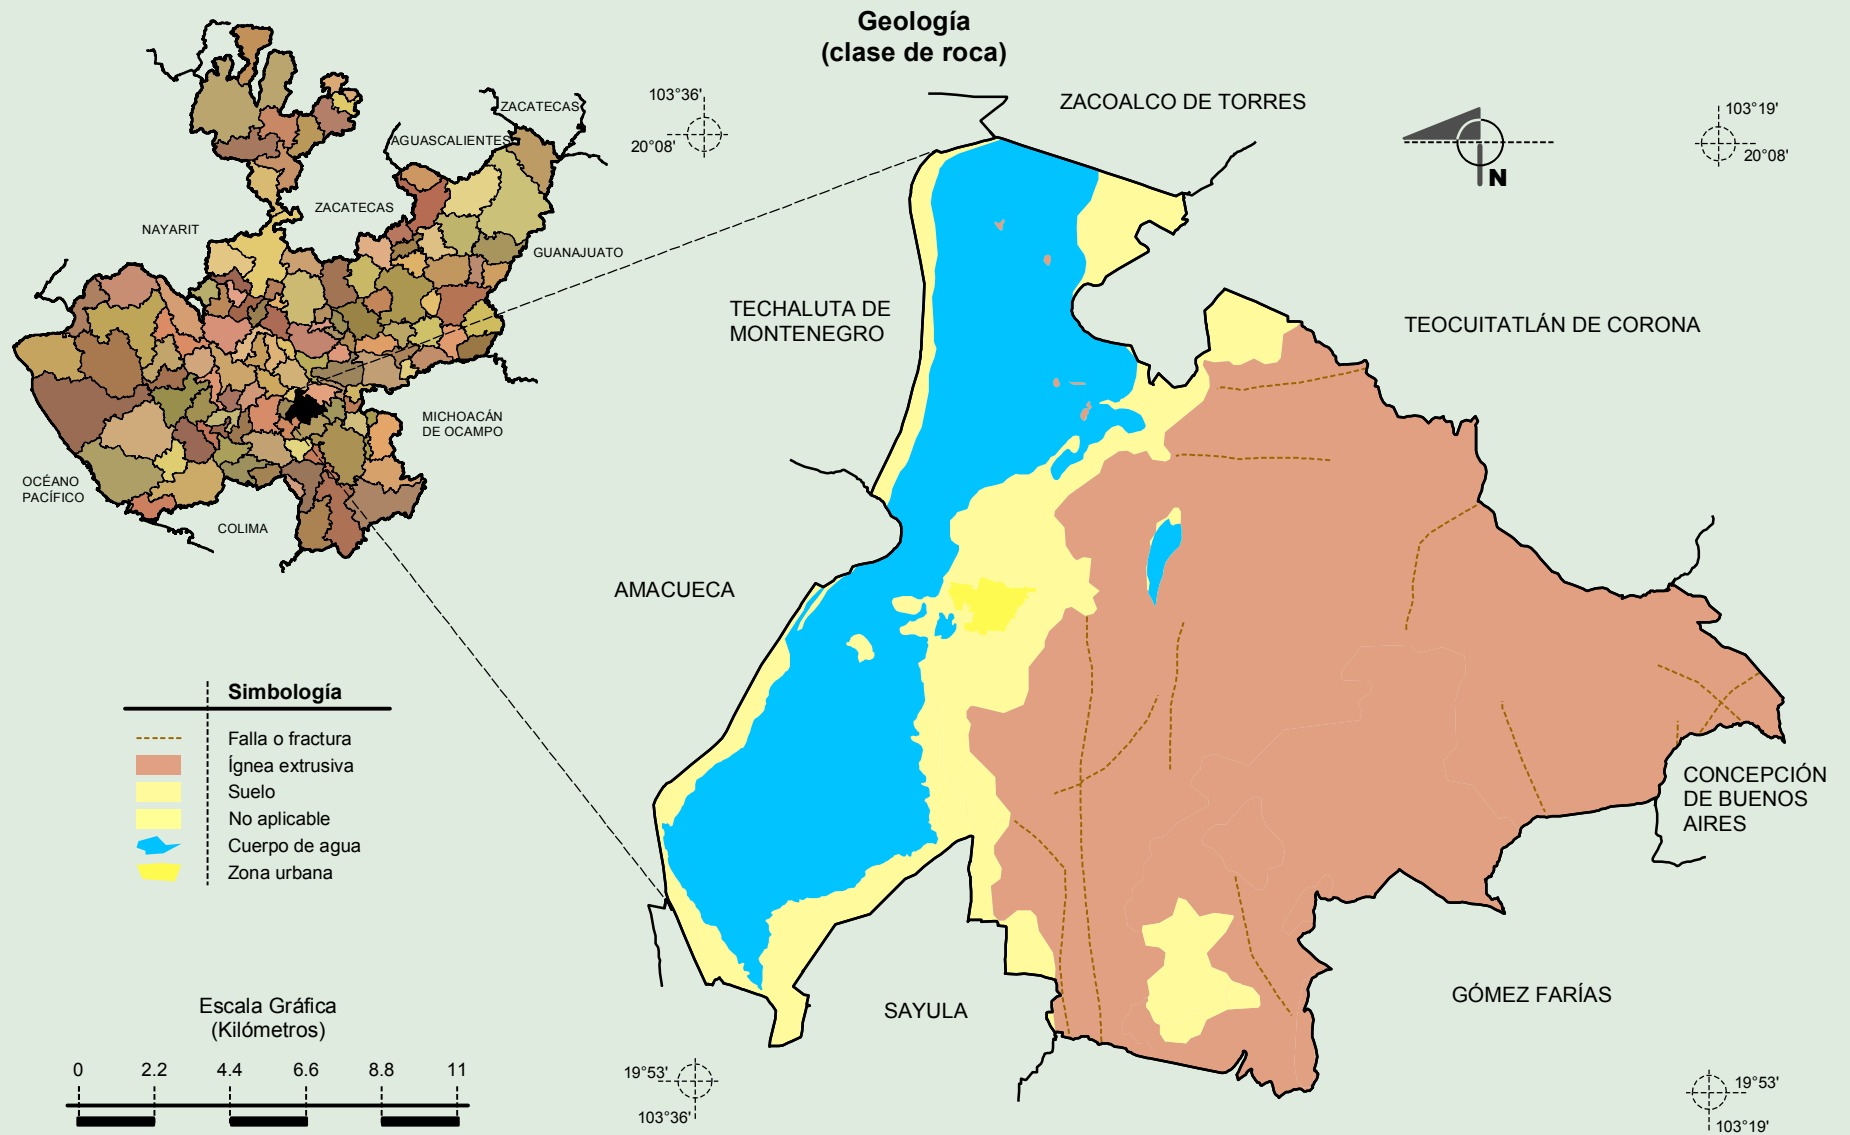 Geología
(clase de roca)
ZACATECAS
AGUASCALIENTES
ZACATECAS
NAYARIT
GUANAJUATO
MICHOACÁN
DE OCAMPO
OCÉANO
PACÍFICO
COLIMA
103°36'
20°08'
ZACOALCO DE TORRES
N
103°19'
20°08'
TECHALUTA DE
MONTENEGRO
TEOCUITATLÁN DE CORONA
AMACUECA
CONCEPCIÓN
DE BUENOS
AIRES
SAYULA
GÓMEZ FARÍAS
Simbología
Falla o fractura
Ígnea extrusiva
Suelo
No aplicable
Cuerpo de agua
Zona urbana
Escala Gráfica
(Kilómetros)
0 2.2 4.4 6.6 8.8 11
19°53'
103°36'
19°53'
103°19'